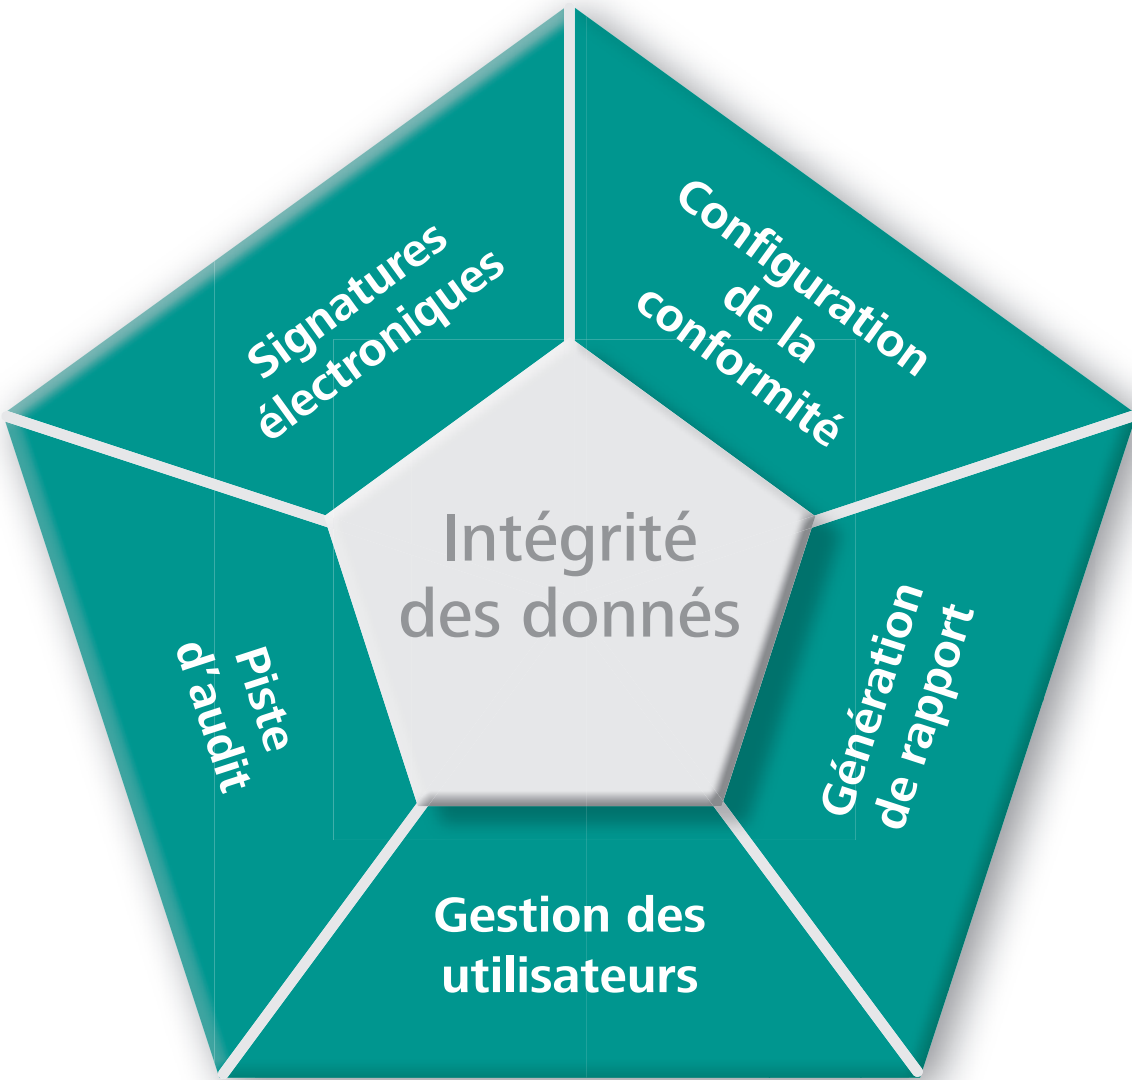 Signatures
électroniques
Configuration
de la
conformité
Intégrité
des donnés
Piste
d'audit
Génération
de rapport
Gestion des
utilisateurs